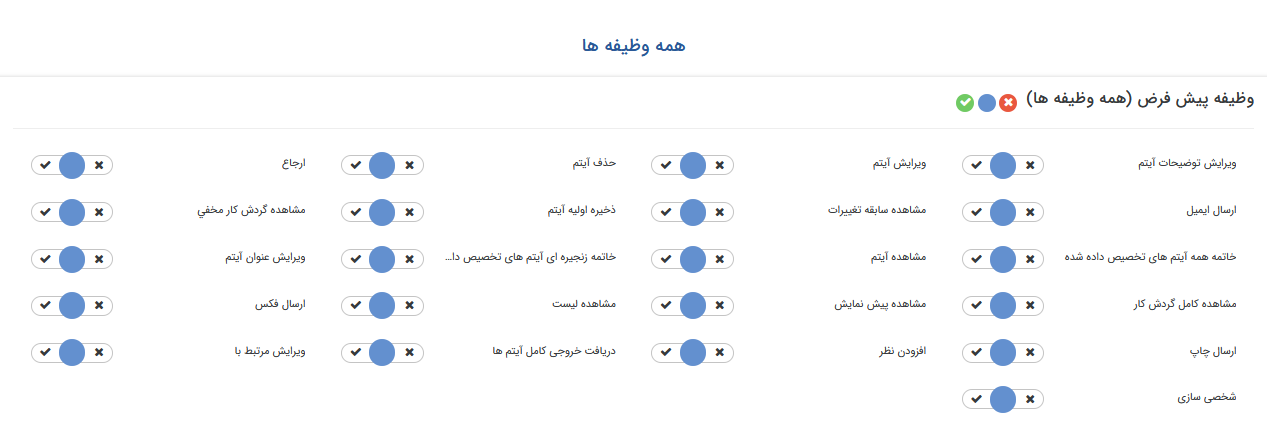 همه وظیفه ها
وظیفه پیش فرض (همه وظیفه ها)
ویرایش توضیحات آیتم
ویرایش آیتم
حذف آیتم
ارجاع
ارسال ایمیل
مشاهده سابقه تغییرات
ذخیره اولیه آیتم
مشاهده گردش کار مخفي
خاتمه همه آیتم های تخصیص داده شده
مشاهده آیتم
خاتمه زنجیره ای آیتم های تخصیص دا...
ویرایش عنوان آیتم
مشاهده کامل گردش کار
مشاهده پیش نمایش
مشاهده لیست
ارسال فکس
ارسال چاپ
افزودن نظر
دریافت خروجی کامل آیتم ها
ویرایش مرتبط با
شخصی سازی